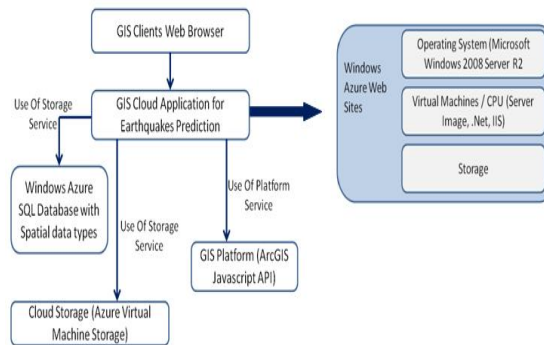 GIS Clients Web Browser
Use Of Storage
Service
GIS Cloud Application for
Earthquakes Prediction
Windows Azure
SQL Database with
Spatial data types
Use Of Storage
Service
Use Of Platform
Service
GIS Platform (ArcGIS
Javascript API)
Cloud Storage (Azure Virtual
Machine Storage)
Windows
Azure Web
Sites
Operating System (Microsoft
Windows 2008 Server R2
Virtual Machines / CPU (Server
Image, .Net, IIS)
Storage